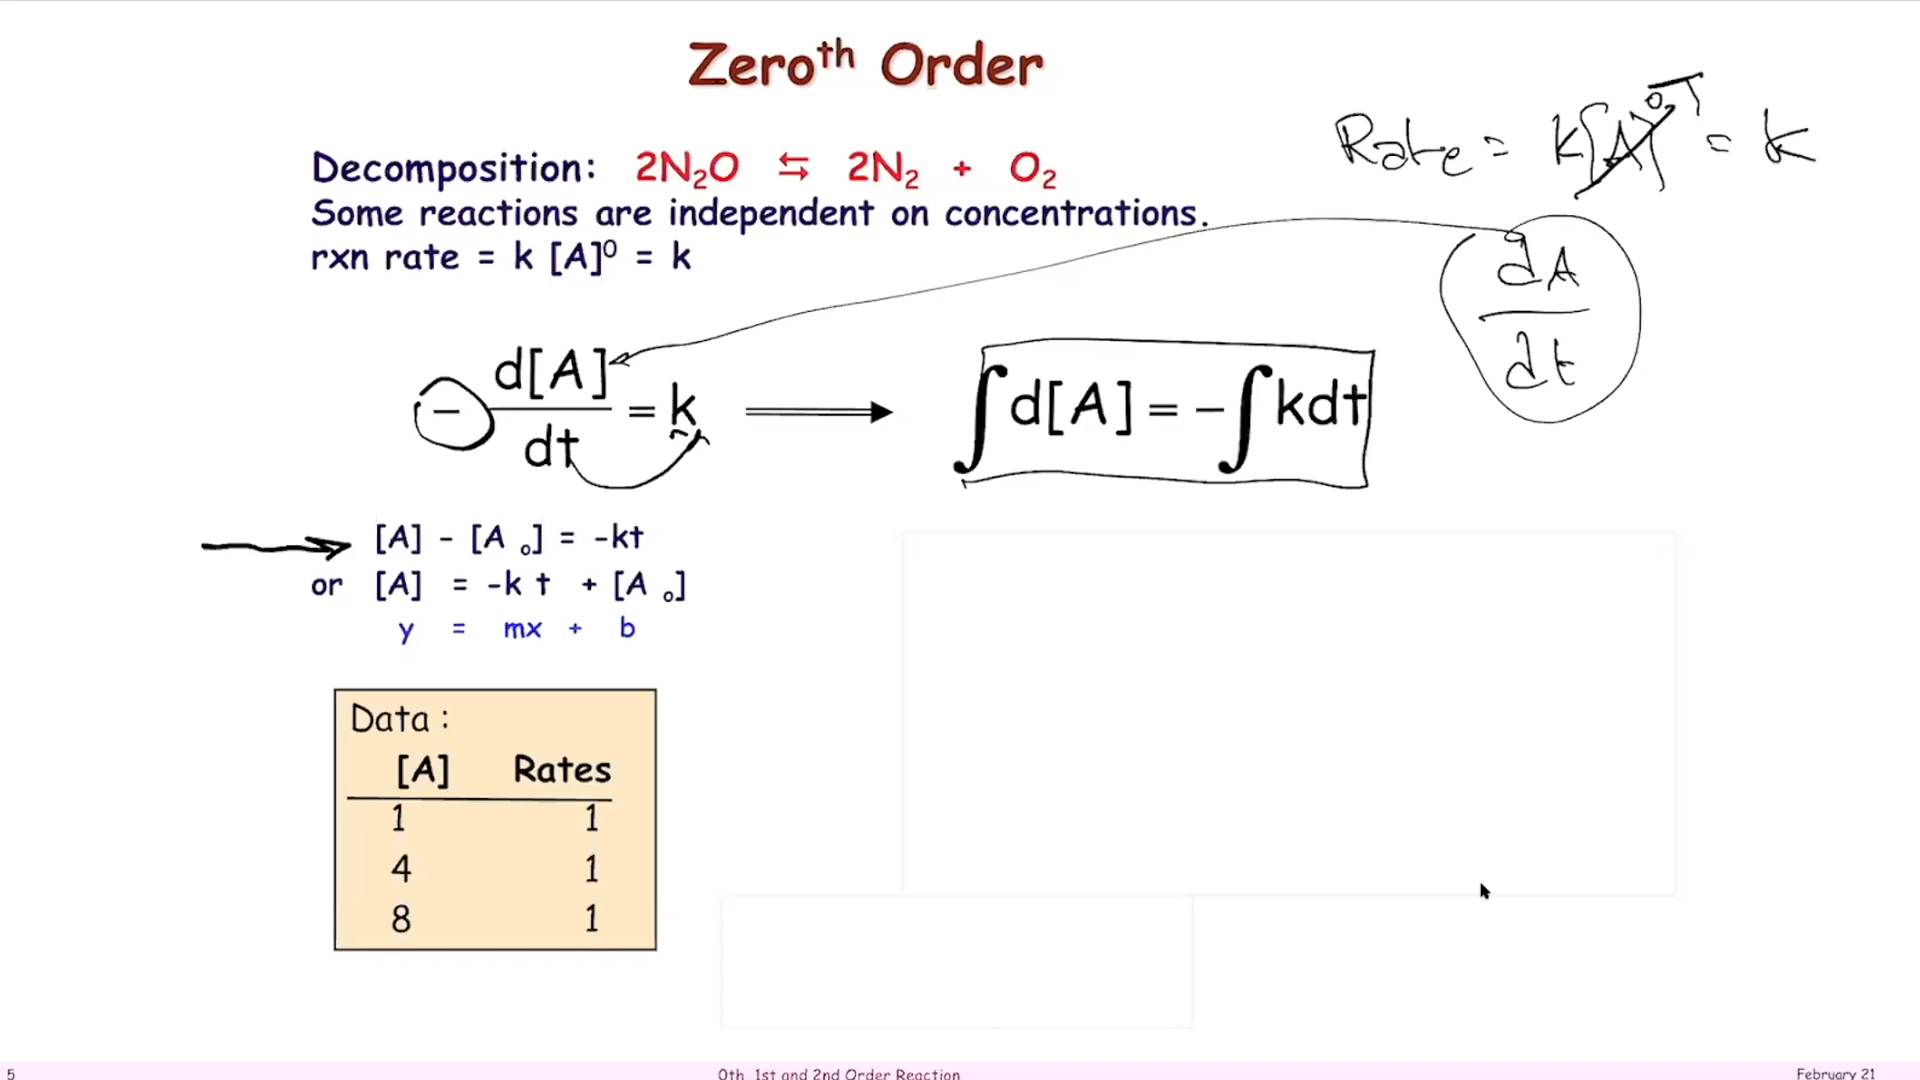 Zeroth Order
Rate = k[A]⁰ = k
1
Decomposition: 2N₂O ⇆ 2N₂ + O₂
Some reactions are independent on concentrations.
rxn rate = k [A]⁰ = k
dA
dt
− d[A]/dt = k ⟹ ∫d[A] = −∫kdt
[A] - [A ₒ] = -kt
or [A] = -k t + [A ₒ]
y = mx + b
Data :
[A] Rates
1 1
4 1
8 1
5 0th, 1st and 2nd Order Reaction February 21